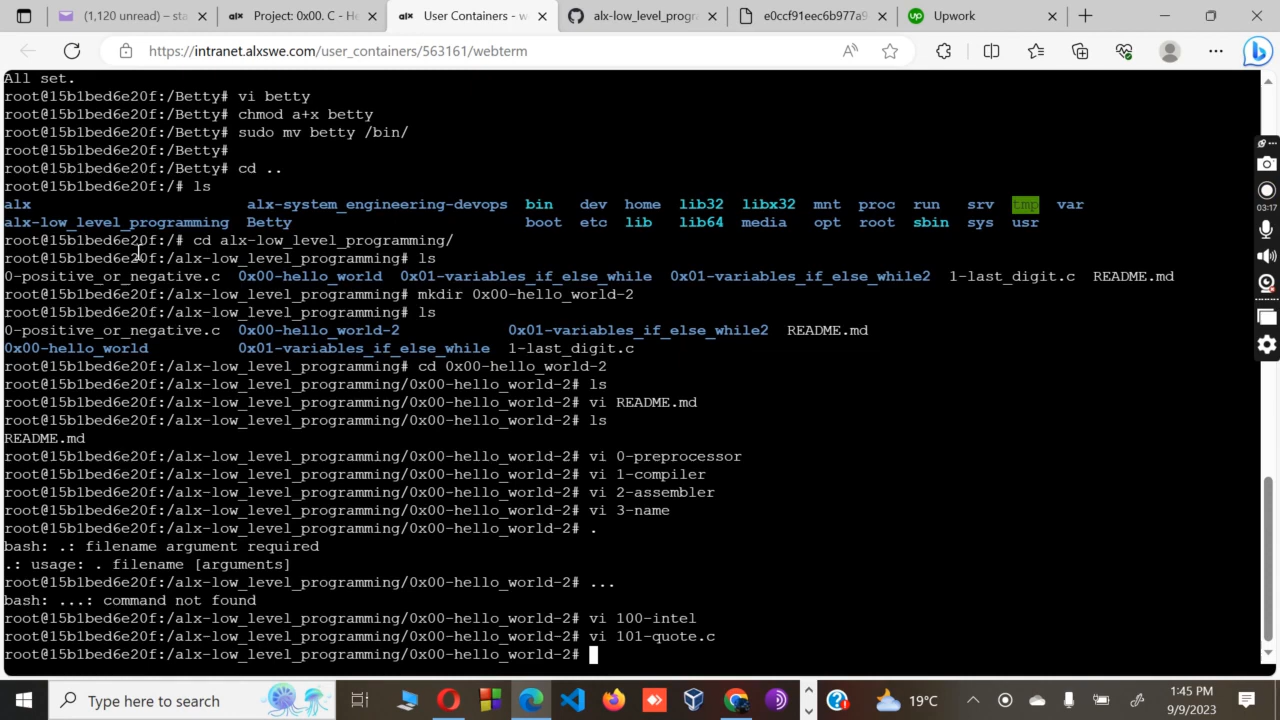 (1,120 unread) – sta
Project: 0x00. C - He
User Containers - w
alx-low_level_progr
e0ccf91eec6b977a9
Upwork
https://intranet.alxswe.com/user_containers/563161/webterm
All set.
root@15b1bed6e20f:/Betty# vi betty
root@15b1bed6e20f:/Betty# chmod a+x betty
root@15b1bed6e20f:/Betty# sudo mv betty /bin/
root@15b1bed6e20f:/Betty#
root@15b1bed6e20f:/Betty# cd ..
root@15b1bed6e20f:/# ls
alx alx-system_engineering-devops bin dev home lib32 libx32 mnt proc run srv tmp var
alx-low_level_programming Betty boot etc lib lib64 media opt root sbin sys usr
root@15b1bed6e20f:/# cd alx-low_level_programming/
root@15b1bed6e20f:/alx-low_level_programming# ls
0-positive_or_negative.c 0x00-hello_world 0x01-variables_if_else_while 0x01-variables_if_else_while2 1-last_digit.c README.md
root@15b1bed6e20f:/alx-low_level_programming# mkdir 0x00-hello_world-2
root@15b1bed6e20f:/alx-low_level_programming# ls
0-positive_or_negative.c 0x00-hello_world-2 0x01-variables_if_else_while2 README.md
0x00-hello_world 0x01-variables_if_else_while 1-last_digit.c
root@15b1bed6e20f:/alx-low_level_programming# cd 0x00-hello_world-2
root@15b1bed6e20f:/alx-low_level_programming/0x00-hello_world-2# ls
root@15b1bed6e20f:/alx-low_level_programming/0x00-hello_world-2# vi README.md
root@15b1bed6e20f:/alx-low_level_programming/0x00-hello_world-2# ls
README.md
root@15b1bed6e20f:/alx-low_level_programming/0x00-hello_world-2# vi 0-preprocessor
root@15b1bed6e20f:/alx-low_level_programming/0x00-hello_world-2# vi 1-compiler
root@15b1bed6e20f:/alx-low_level_programming/0x00-hello_world-2# vi 2-assembler
root@15b1bed6e20f:/alx-low_level_programming/0x00-hello_world-2# vi 3-name
root@15b1bed6e20f:/alx-low_level_programming/0x00-hello_world-2# .
bash: .: filename argument required
.: usage: . filename [arguments]
root@15b1bed6e20f:/alx-low_level_programming/0x00-hello_world-2# ...
bash: ...: command not found
root@15b1bed6e20f:/alx-low_level_programming/0x00-hello_world-2# vi 100-intel
root@15b1bed6e20f:/alx-low_level_programming/0x00-hello_world-2# vi 101-quote.c
root@15b1bed6e20f:/alx-low_level_programming/0x00-hello_world-2#
03:17
Type here to search
19°C
1:45 PM
9/9/2023